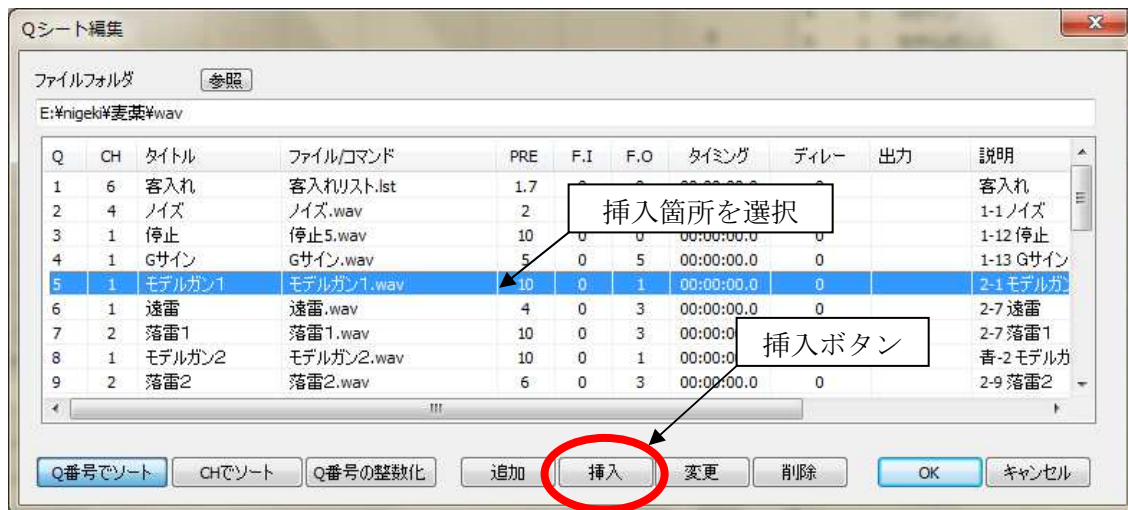 Qシート編集
ファイルフォルダ 参照
E:¥nigeki¥麦藁¥wav
Q CH タイトル ファイル/コマンド PRE F.I F.O タイミング ディレー 出力 説明
1 6 客入れ 客入れリスト.lst 1.7 客入れ
2 4 ノイズ ノイズ.wav 2 1-1ノイズ
挿入箇所を選択
3 1 停止 停止5.wav 10 0 0 00:00:00.0 0 1-12 停止
4 1 Gサイン Gサイン.wav 5 0 5 00:00:00.0 0 1-13 Gサイン
5 1 モデルガン1 モデルガン1.wav 10 0 1 00:00:00.0 0 2-1 モデルガン
6 1 遠雷 遠雷.wav 4 0 3 00:00:00.0 0 2-7 遠雷
7 2 落雷1 落雷1.wav 10 0 3 00:00:0 2-7 落雷1
挿入ボタン
8 1 モデルガン2 モデルガン2.wav 10 0 1 00:00:0 青-2 モデルガ
9 2 落雷2 落雷2.wav 6 0 3 00:00:00.0 0 2-9 落雷2
Q番号でソート CHでソート Q番号の整数化 追加 挿入 変更 削除 OK キャンセル